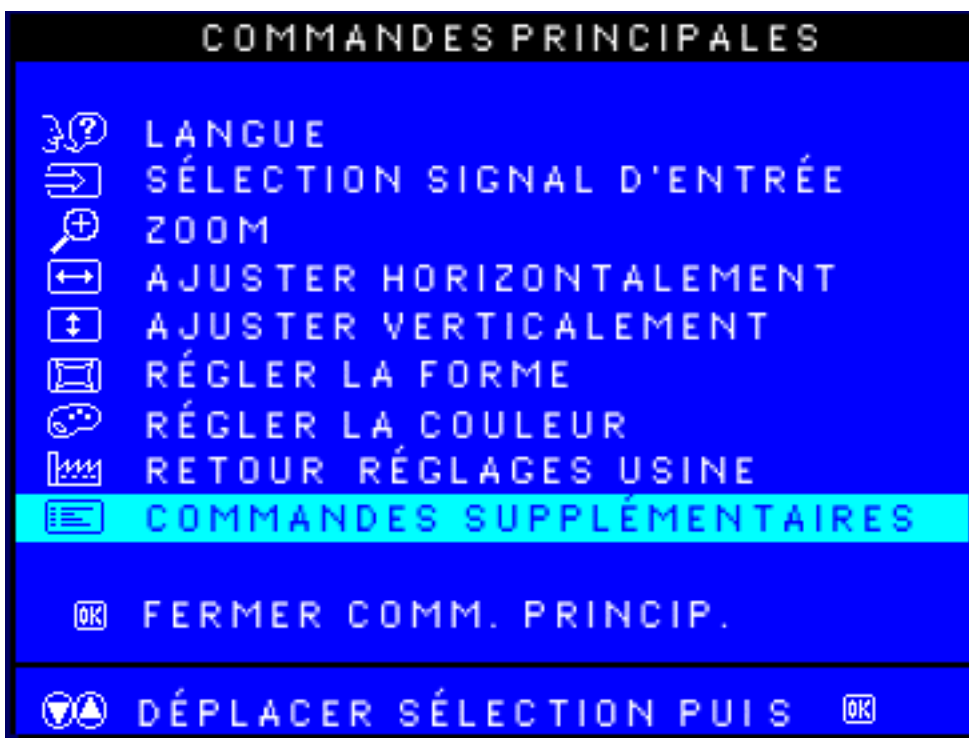 COMMANDES PRINCIPALES
LANGUE
SÉLECTION SIGNAL D'ENTRÉE
ZOOM
AJUSTER HORIZONTALEMENT
AJUSTER VERTICALEMENT
RÉGLER LA FORME
RÉGLER LA COULEUR
RETOUR RÉGLAGES USINE
COMMANDES SUPPLÉMENTAIRES
OK FERMER COMM. PRINCIP.
DÉPLACER SÉLECTION PUIS OK